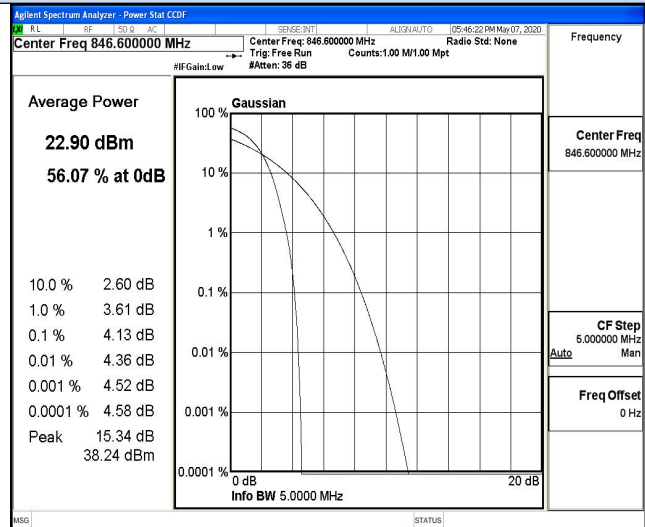 Agilent Spectrum Analyzer - Power Stat CCDF
LXI RL RF 50 Ω AC SENSE:INT ALIGN AUTO 05:46:22 PM May 07, 2020
Center Freq 846.600000 MHz
Center Freq: 846.600000 MHz Radio Std: None
Trig: Free Run Counts:1.00 M/1.00 Mpt
#IFGain:Low #Atten: 36 dB
Frequency
Average Power
22.90 dBm
56.07 % at 0dB
10.0 % 2.60 dB
1.0 % 3.61 dB
0.1 % 4.13 dB
0.01 % 4.36 dB
0.001 % 4.52 dB
0.0001 % 4.58 dB
Peak 15.34 dB
38.24 dBm
Gaussian
100 %
10 %
1 %
0.1 %
0.01 %
0.001 %
0.0001 %
0 dB 20 dB
Info BW 5.0000 MHz
Center Freq
846.600000 MHz
CF Step
5.000000 MHz
Auto Man
Freq Offset
0 Hz
MSG STATUS